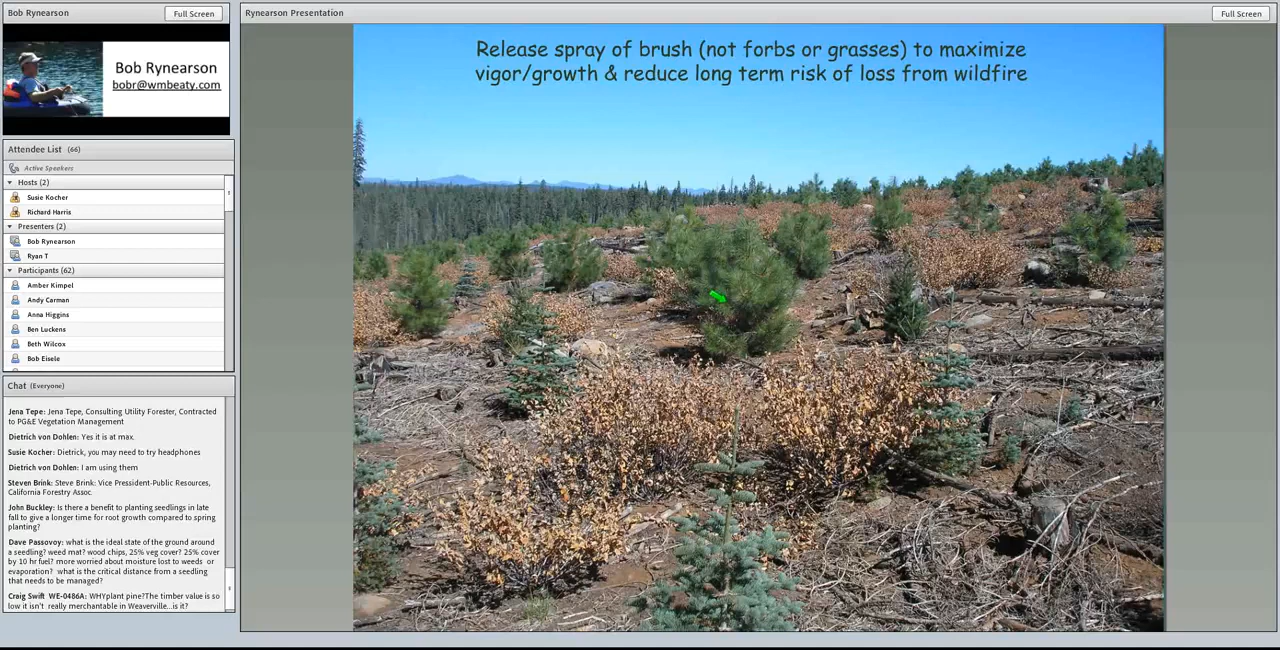 Bob Rynearson
Full Screen
Bob Rynearson
bobr@wmbeaty.com
Attendee List (66)
Active Speakers
Hosts (2)
Susie Kocher
Richard Harris
Presenters (2)
Bob Rynearson
Ryan T
Participants (62)
Amber Kimpel
Andy Carman
Anna Higgins
Ben Luckens
Beth Wilcox
Bob Eisele
Chat (Everyone)
Jena Tepe: Jena Tepe, Consulting Utility Forester, Contracted
to PG&E Vegetation Management
Dietrich von Dohlen: Yes it is at max.
Susie Kocher: Dietrick, you may need to try headphones
Dietrich von Dohlen: I am using them
Steven Brink: Steve Brink: Vice President-Public Resources,
California Forestry Assoc.
John Buckley: Is there a benefit to planting seedlings in late
fall to give a longer time for root growth compared to spring
planting?
Dave Passovoy: what is the ideal state of the ground around
a seedling? weed mat? wood chips, 25% veg cover? 25% cover
by 10 hr fuel? more worried about moisture lost to weeds or
evaporation? what is the critical distance from a seedling
that needs to be managed?
Craig Swift WE-0486A: WHYplant pine?The timber value is so
low it isn't really merchantable in Weaverville...is it?
Rynearson Presentation
Full Screen
Release spray of brush (not forbs or grasses) to maximize
vigor/growth & reduce long term risk of loss from wildfire